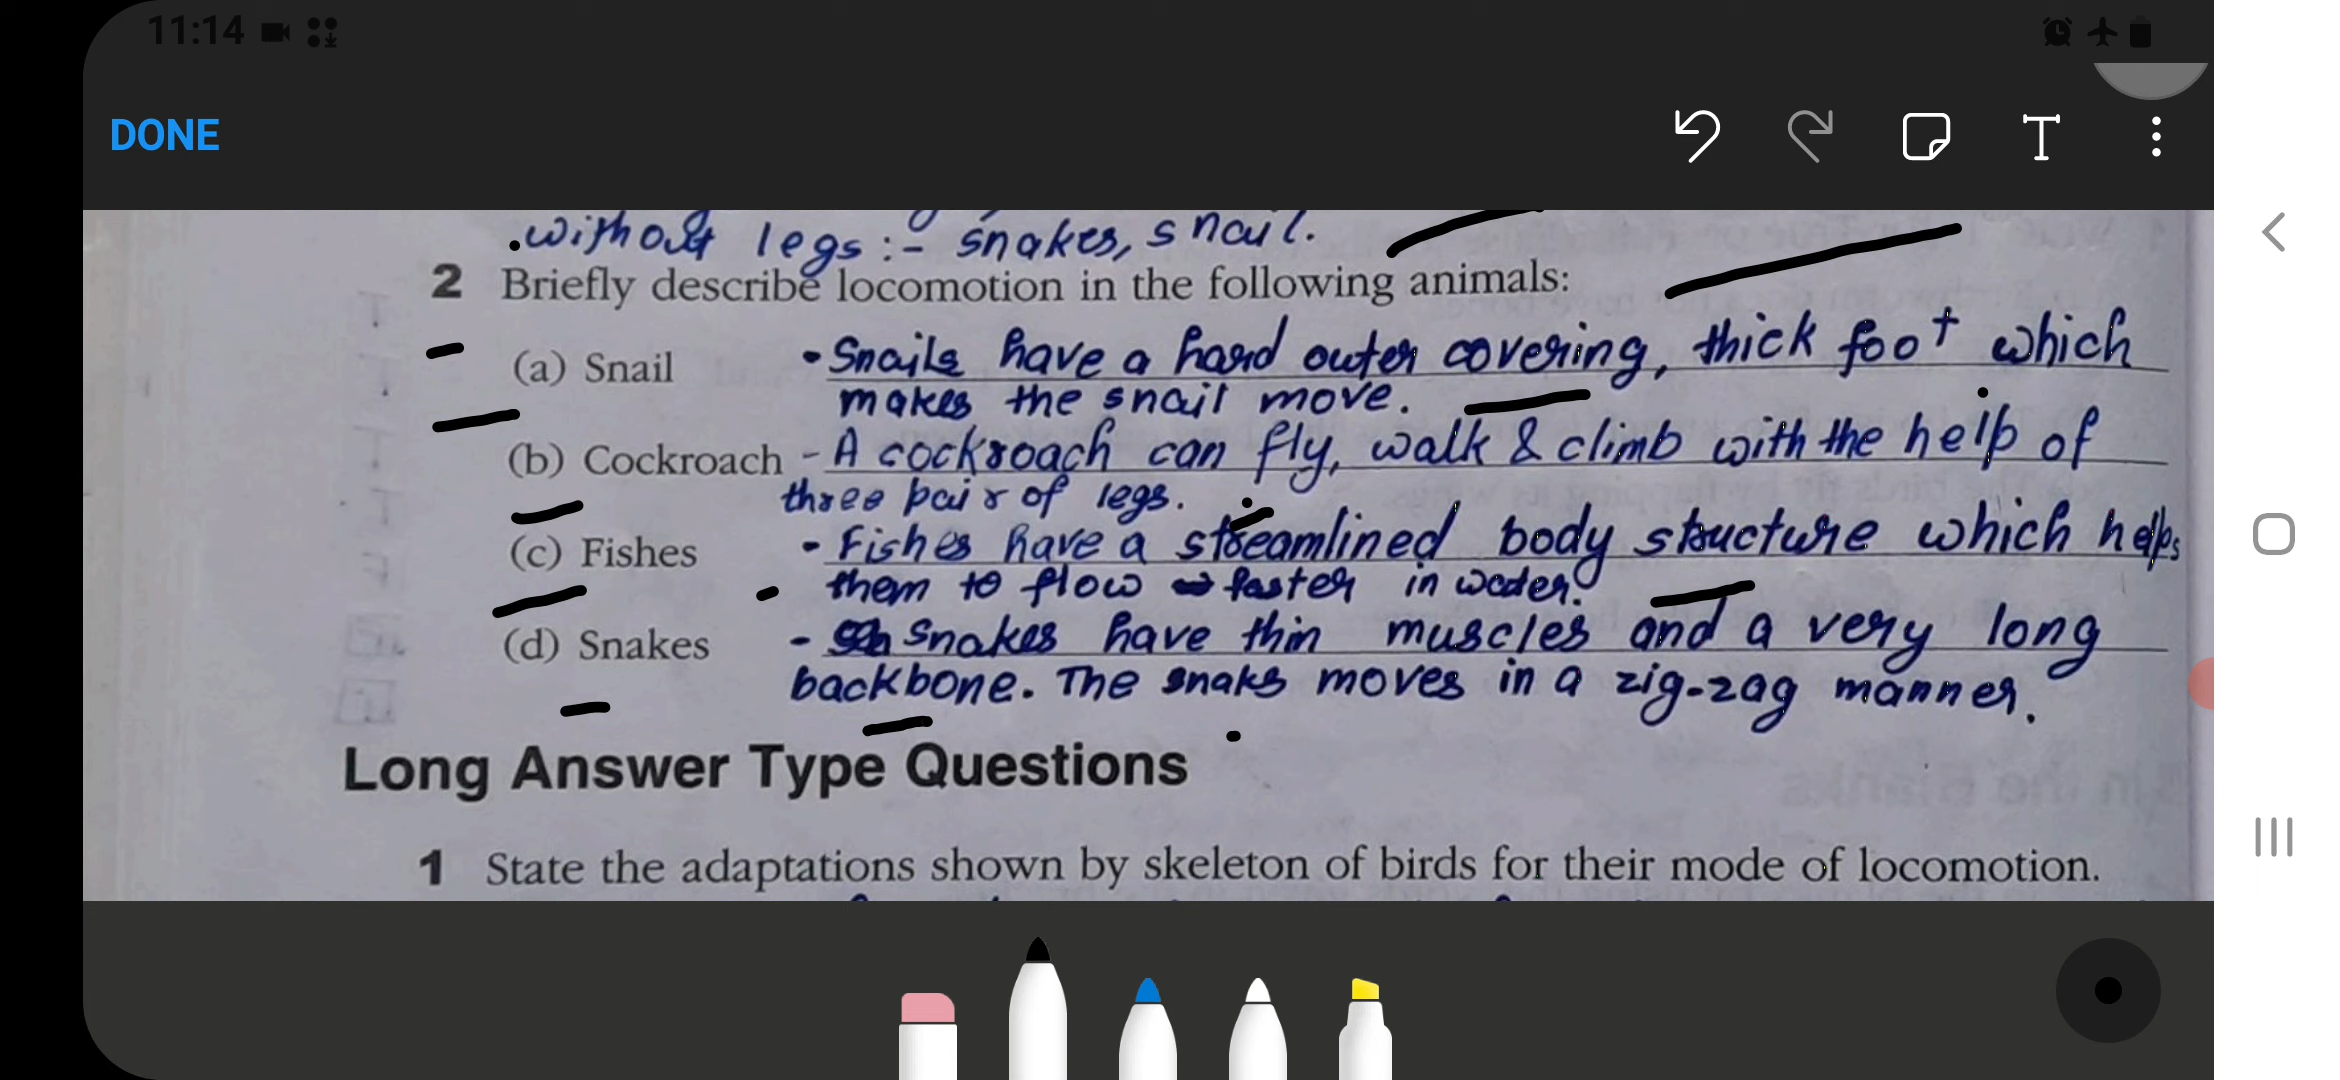 11:14
DONE
.without legs :- snakes, snail.
2 Briefly describe locomotion in the following animals:
(a) Snail • Snails have a hard outer covering, thick foot which
makes the snail move.
(b) Cockroach - A cockroach can fly, walk & climb with the help of
three pair of legs.
(c) Fishes - Fishes have a streamlined body structure which helps
them to flow faster in water.
(d) Snakes - Snakes have thin muscles and a very long
backbone. The snake moves in a zig-zag manner.
Long Answer Type Questions
1 State the adaptations shown by skeleton of birds for their mode of locomotion.